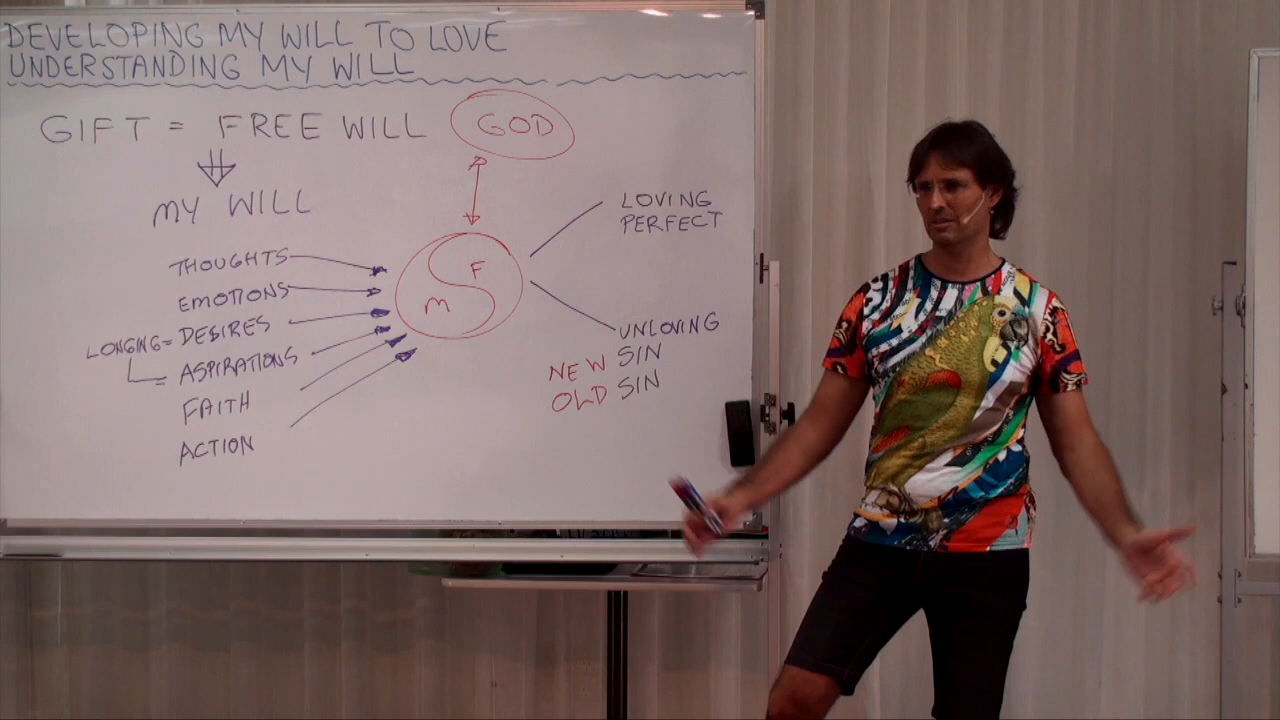 DEVELOPING MY WILL TO LOVE
UNDERSTANDING MY WILL
GIFT = FREE WILL
GOD
MY WILL
LOVING
PERFECT
THOUGHTS
EMOTIONS
LONGING = DESIRES
= ASPIRATIONS
FAITH
ACTION
F
M
UNLOVING
NEW SIN
OLD SIN